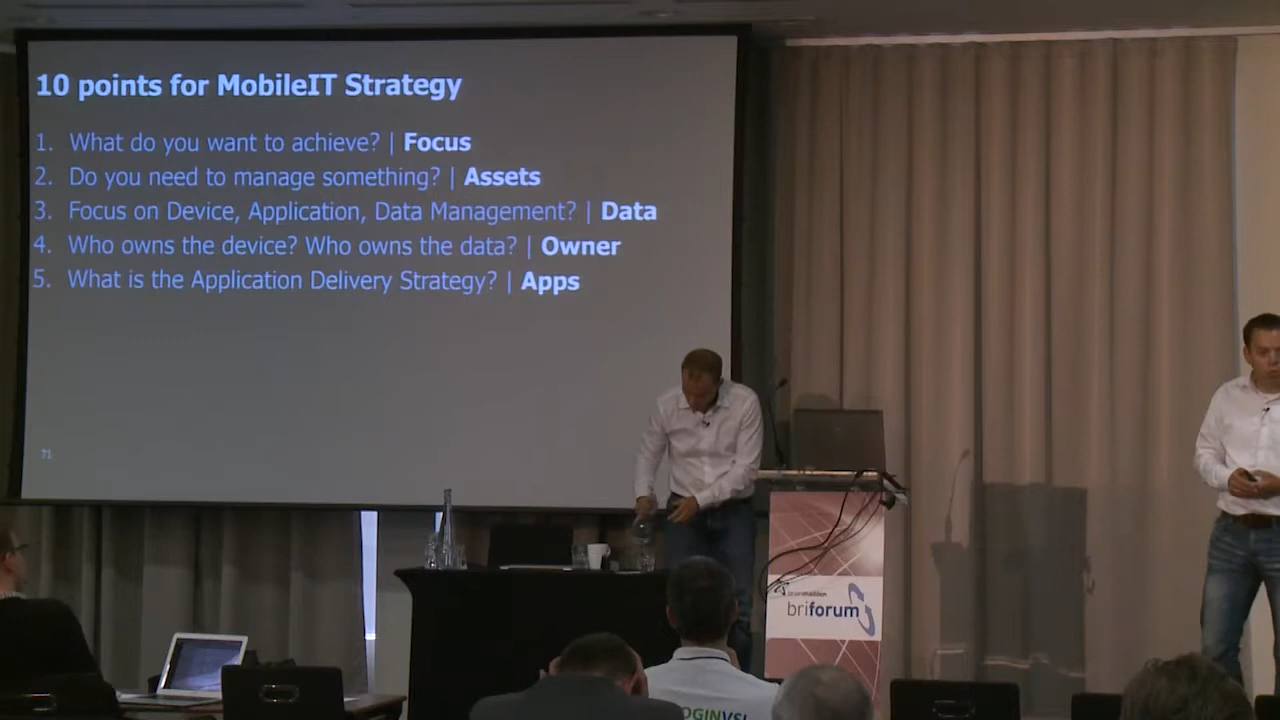 10 points for MobileIT Strategy
1. What do you want to achieve? | Focus
2. Do you need to manage something? | Assets
3. Focus on Device, Application, Data Management? | Data
4. Who owns the device? Who owns the data? | Owner
5. What is the Application Delivery Strategy? | Apps
71
brianmadden
briforum
OGINVSI